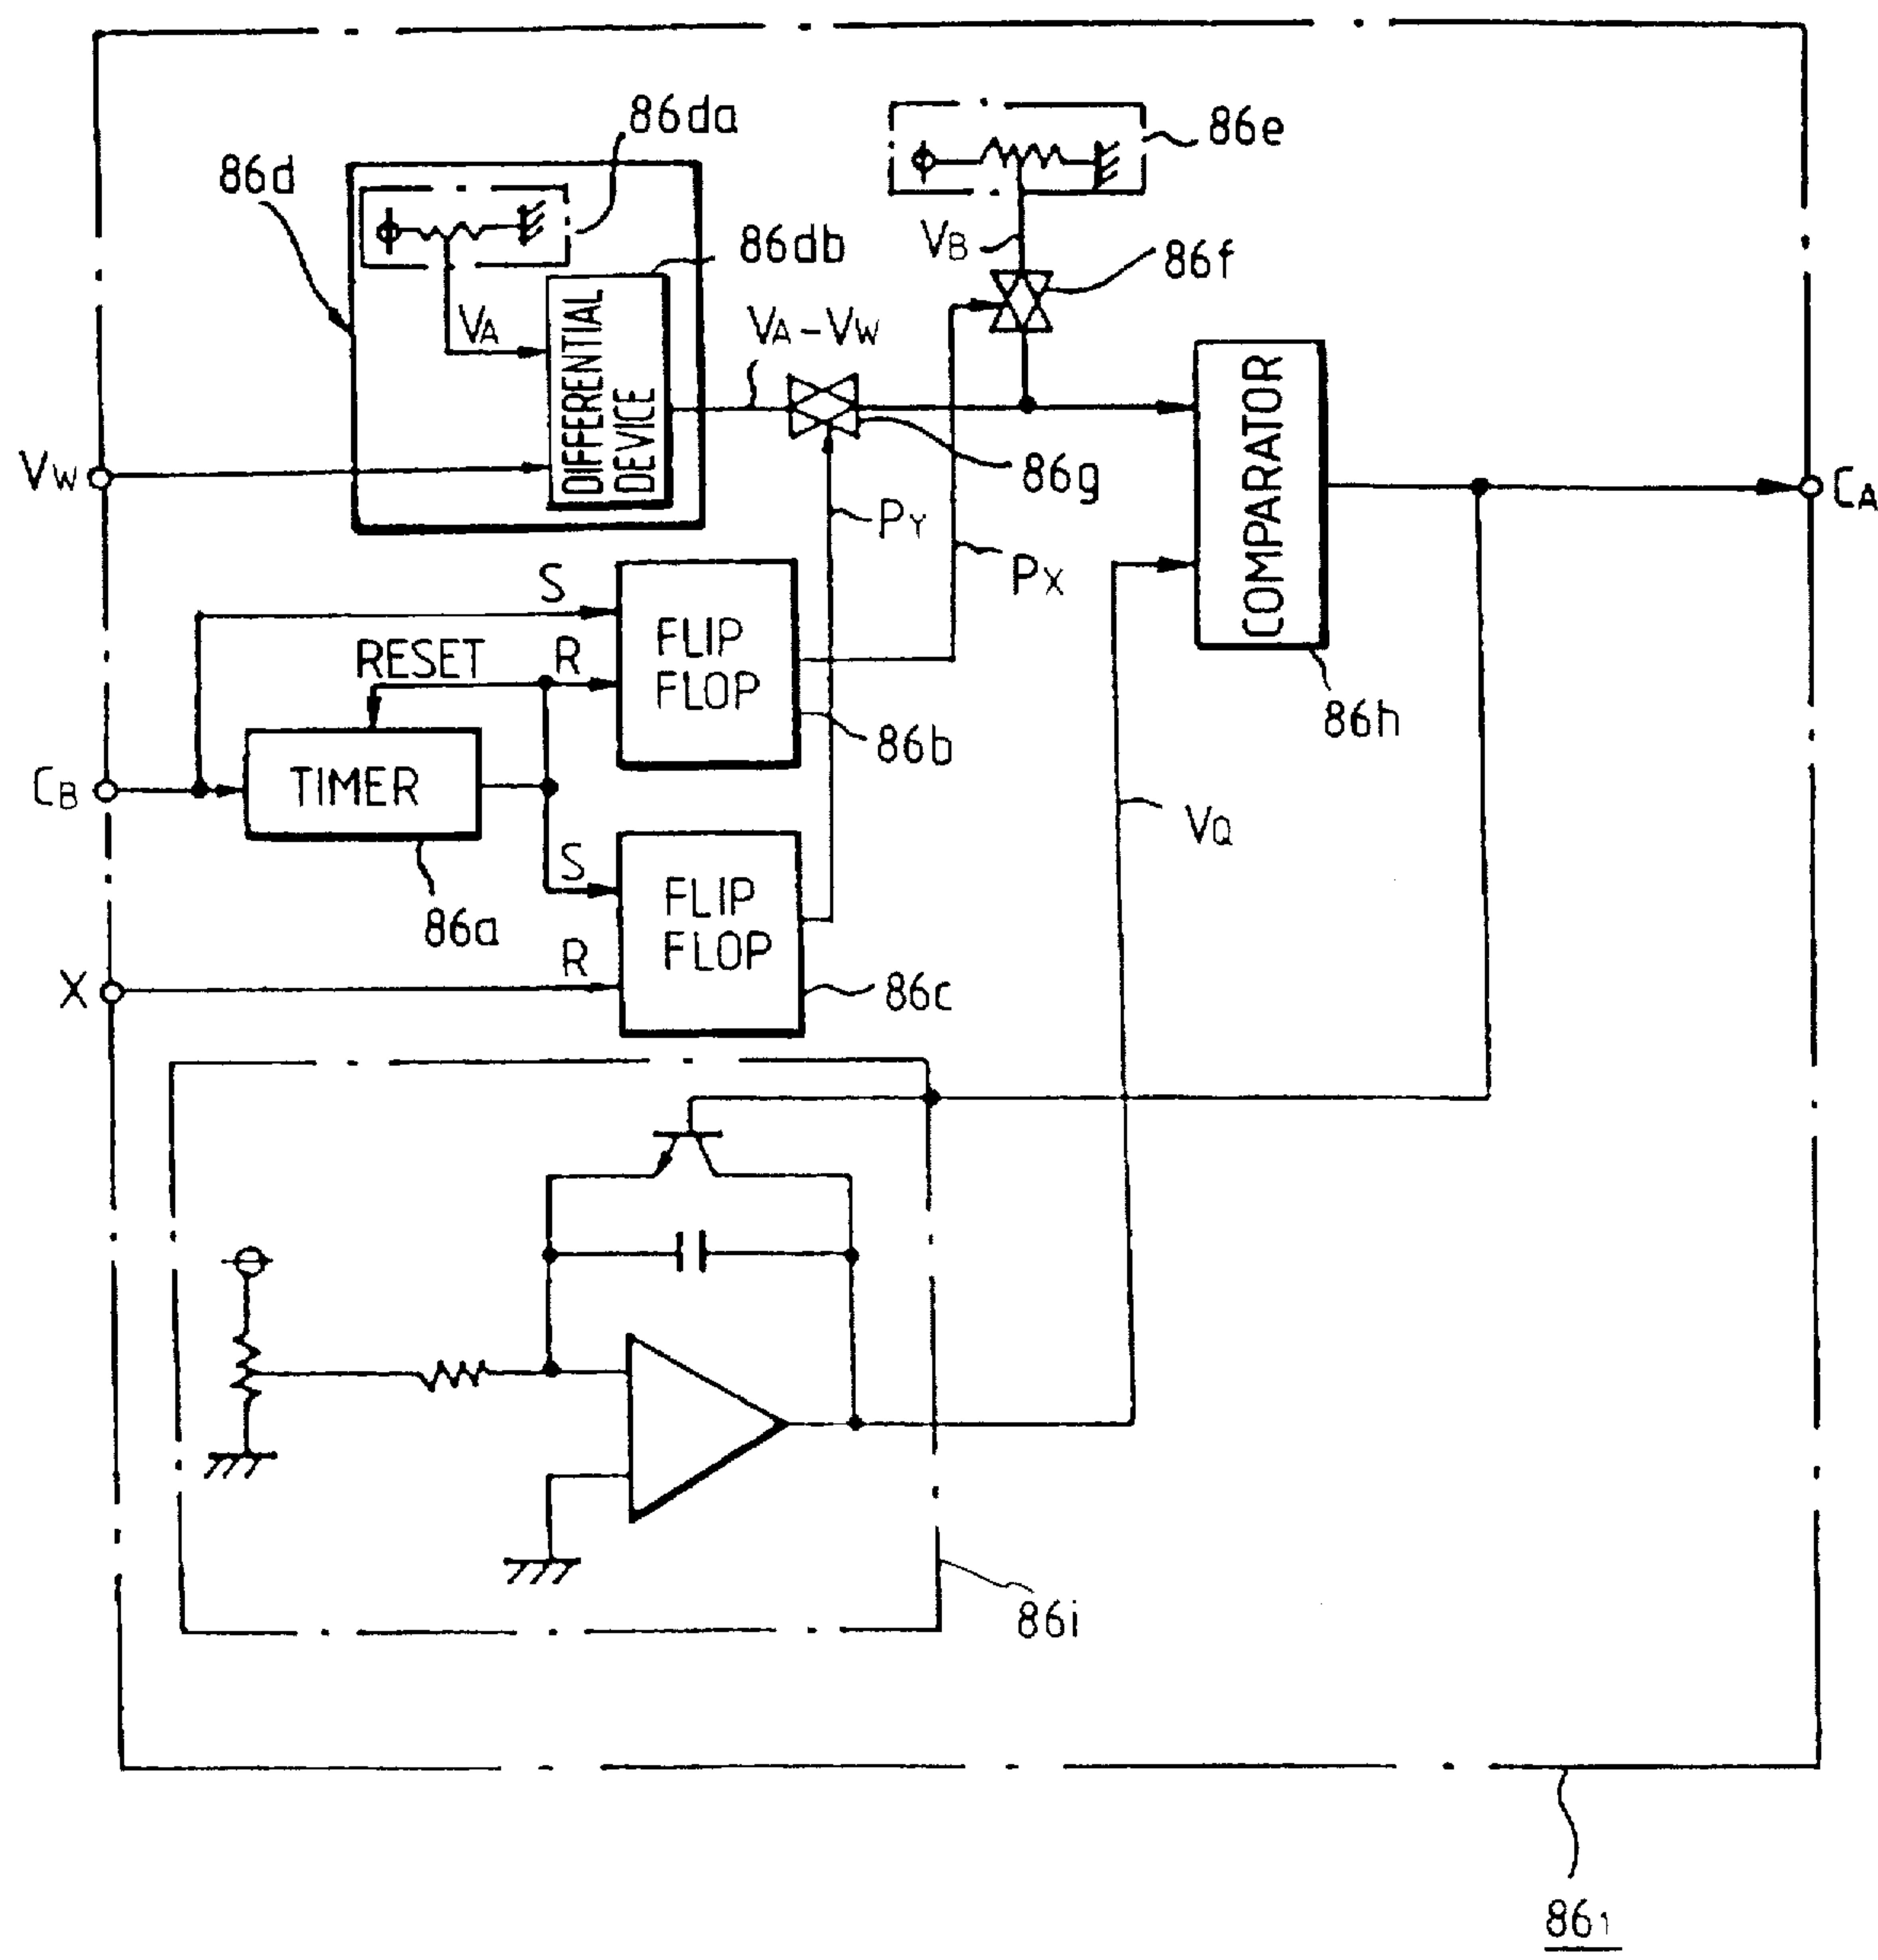 86da
86e
86d
86db
VB
86f
VA
VA-VW
DIFFERENTIAL
DEVICE
COMPARATOR
VW
86g
CA
PY
PX
S
FLIP
FLOP
RESET
R
86b
86h
CB
TIMER
VQ
S
FLIP
FLOP
86a
R
X
86c
86i
861